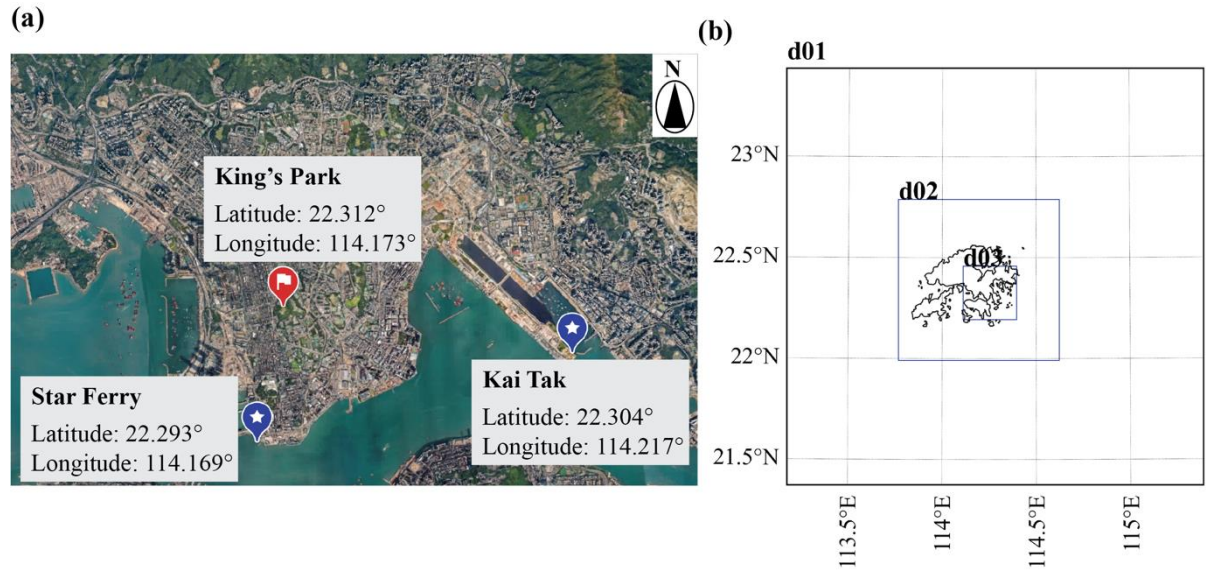 (a)
N
King's Park
Latitude: 22.312°
Longitude: 114.173°
Star Ferry
Latitude: 22.293°
Longitude: 114.169°
Kai Tak
Latitude: 22.304°
Longitude: 114.217°
(b)
d01
d02
d03
23°N
22.5°N
22°N
21.5°N
113.5°E
114°E
114.5°E
115°E